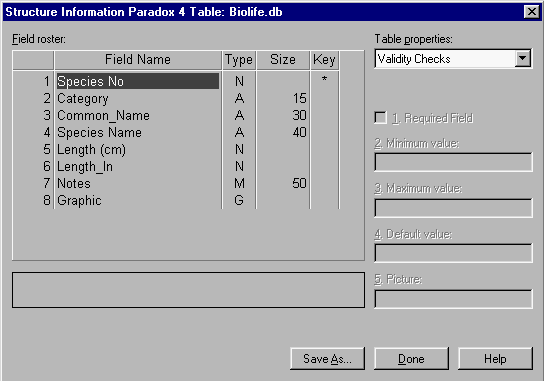 Structure Information Paradox 4 Table: Biolife.db
Field roster:
Field Name Type Size Key
1 Species No N *
2 Category A 15
3 Common_Name A 30
4 Species Name A 40
5 Length (cm) N
6 Length_In N
7 Notes M 50
8 Graphic G
Table properties:
Validity Checks
1. Required Field
2. Minimum value:
3. Maximum value:
4. Default value:
5. Picture:
Save As... Done Help